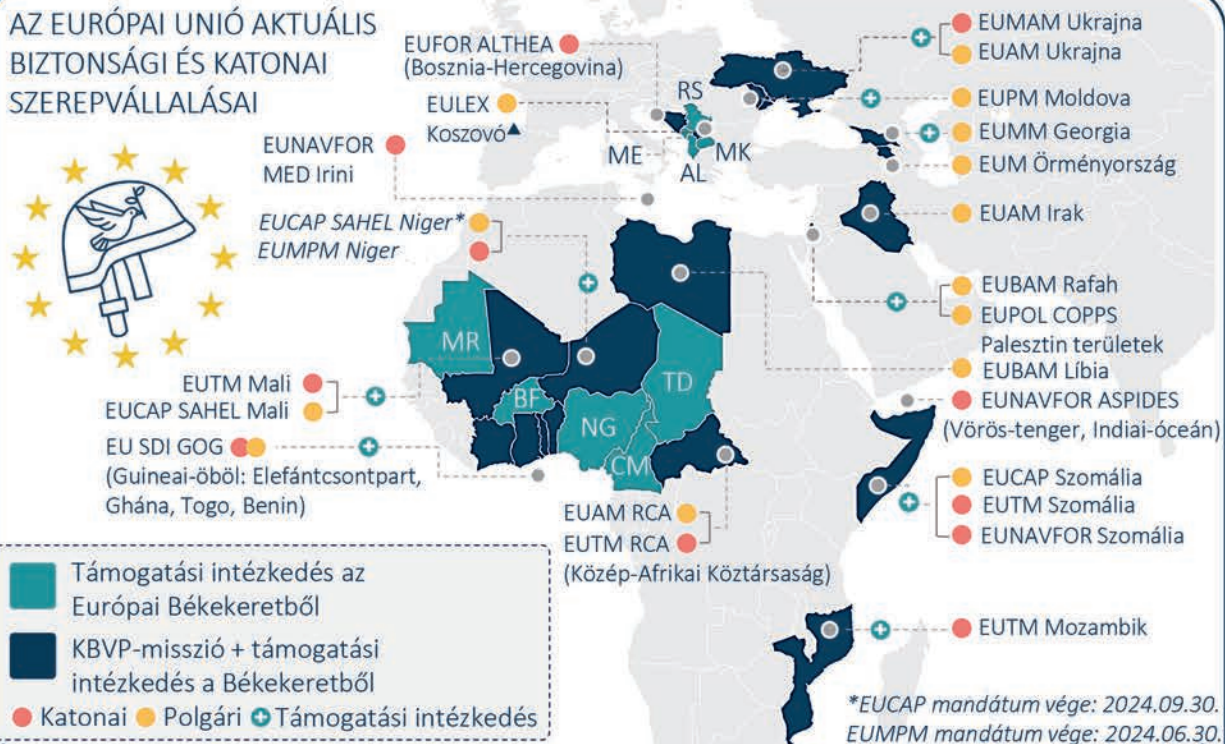 AZ EURÓPAI UNIÓ AKTUÁLIS
BIZTONSÁGI ÉS KATONAI
SZEREPVÁLLALÁSAI
EUFOR ALTHEA
(Bosznia-Hercegovina)
EULEX
Koszovó▲
EUNAVFOR
MED Irini
EUCAP SAHEL Niger*
EUMPM Niger
RS
ME
MK
AL
EUMAM Ukrajna
EUAM Ukrajna
EUPM Moldova
EUMM Georgia
EUM Örményország
EUAM Irak
EUBAM Rafah
EUPOL COPPS
Palesztin területek
EUBAM Líbia
EUNAVFOR ASPIDES
(Vörös-tenger, Indiai-óceán)
EUCAP Szomália
EUTM Szomália
EUNAVFOR Szomália
EUTM Mozambik
MR
BF
NG
TD
CM
EUTM Mali
EUCAP SAHEL Mali
EU SDI GOG
(Guineai-öböl: Elefántcsontpart,
Ghána, Togo, Benin)
EUAM RCA
EUTM RCA
(Közép-Afrikai Köztársaság)
Támogatási intézkedés az
Európai Békekeretből
KBVP-misszió + támogatási
intézkedés a Békekeretből
Katonai Polgári Támogatási intézkedés
*EUCAP mandátum vége: 2024.09.30.
EUMPM mandátum vége: 2024.06.30.